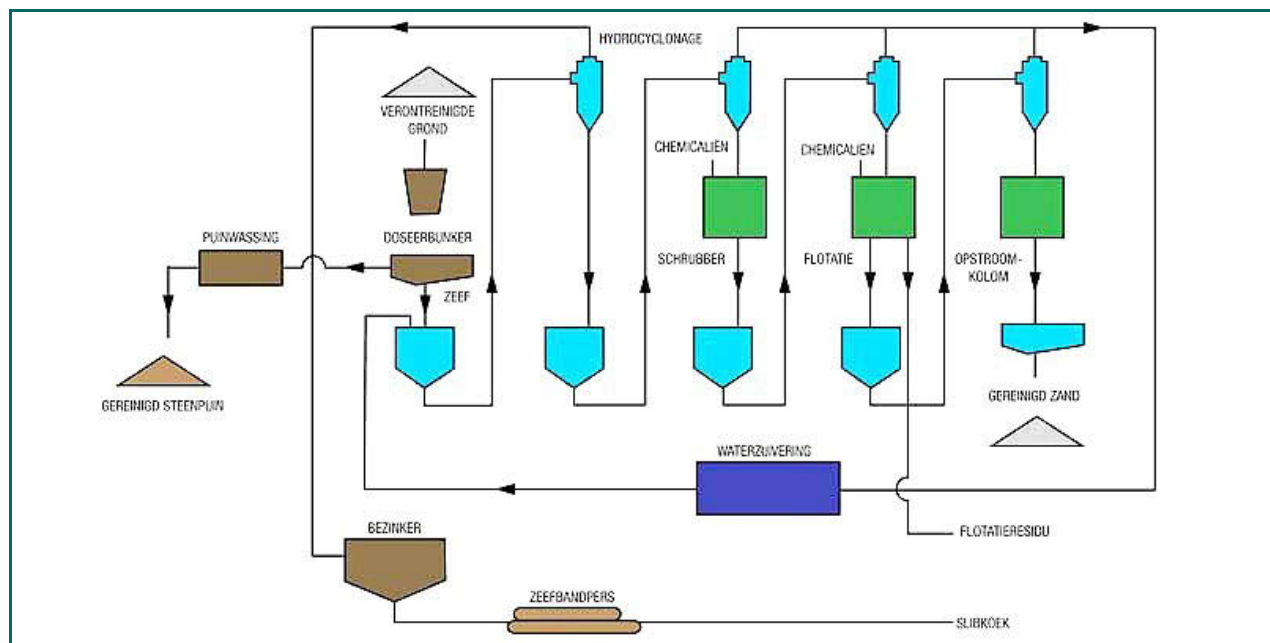 HYDROCYCLONAGE
VERONTREINIGDE
GROND
CHEMICALIËN
CHEMICALIËN
PUINWASSING
DOSEERBUNKER
SCHRUBBER
FLOTATIE
OPSTROOM-
KOLOM
ZEEF
GEREINIGD STEENPUIN
GEREINIGD ZAND
WATERZUIVERING
BEZINKER
FLOTATIERESIDU
ZEEFBANDPERS
SLIBKOEK